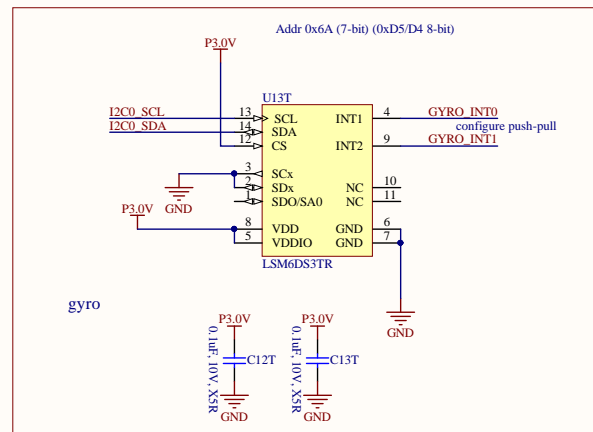 Addr 0x6A (7-bit) (0xD5/D4 8-bit)
P3.0V
U13T
I2C0_SCL 13 SCL INT1 4 GYRO_INT0
I2C0_SDA 14 SDA configure push-pull
12 CS INT2 9 GYRO_INT1
3 SCx
2 SDx NC 10
1 SDO/SA0 NC 11
GND
P3.0V
8 VDD GND 6
5 VDDIO GND 7
LSM6DS3TR
gyro
GND
P3.0V P3.0V
0.1uF, 10V, X5R C12T 0.1uF, 10V, X5R C13T
GND GND